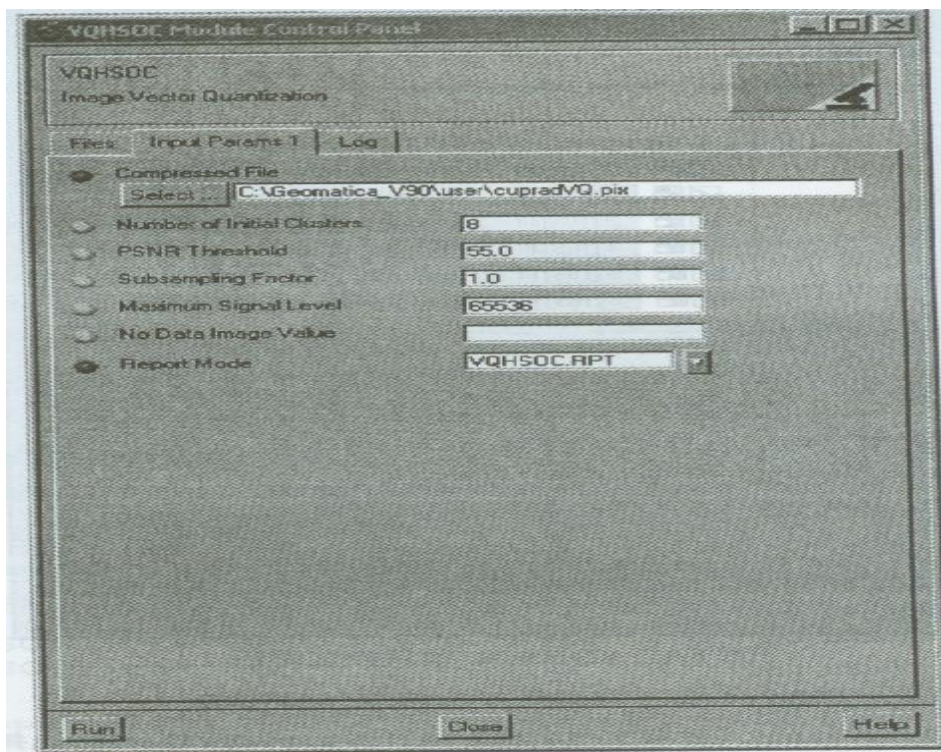 VQHSOC Module Control Panel
VQHSOC
Image Vector Quantization
Files Input Params 1 Log
Compressed File
Select ... C:\Geomatica_V90\user\cupradVQ.pix
Number of Initial Clusters 8
PSNR Threshold 55.0
Subsampling Factor 1.0
Maximum Signal Level 65536
No Data Image Value
Report Mode VQHSOC.RPT
Run Close Help